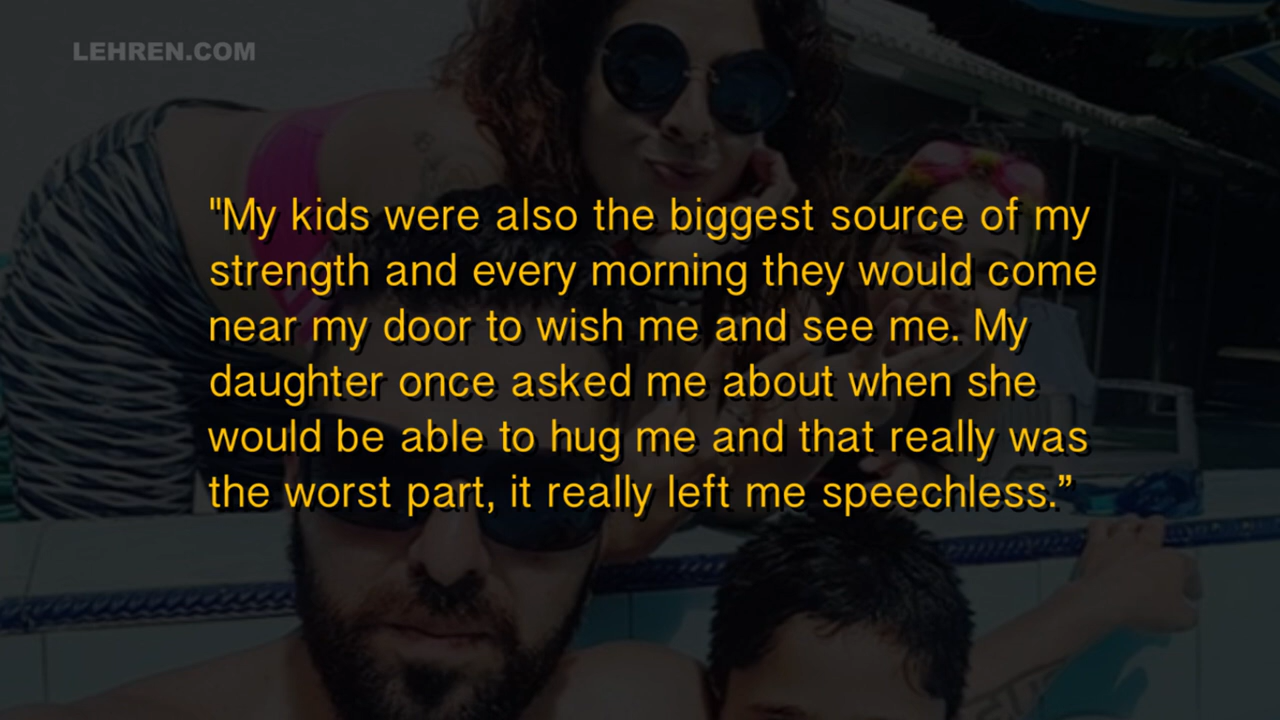 LEHREN.COM
"My kids were also the biggest source of my
strength and every morning they would come
near my door to wish me and see me. My
daughter once asked me about when she
would be able to hug me and that really was
the worst part, it really left me speechless.”